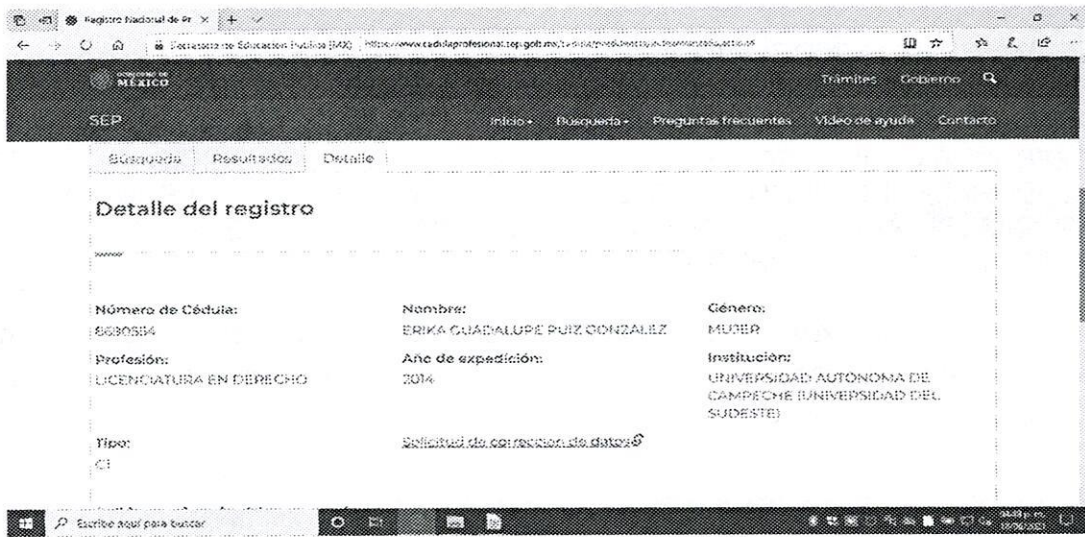 Registro Nacional de Pr
GOBIERNO DE
MÉXICO
Trámites Gobierno
SEP
Inicio Búsqueda Preguntas frecuentes Video de ayuda Contacto
Búsqueda Resultados Detalle
Detalle del registro
Número de Cédula: Nombre: Género:
ERIKA GUADALUPE RUIZ GONZALEZ MUJER
Profesión: Año de expedición: Institución:
LICENCIATURA EN DERECHO 2014 UNIVERSIDAD AUTONOMA DE
CAMPECHE (UNIVERSIDAD DEL
SUDESTE)
Tipo: Solicitud de correccion de datos
C1
Escribe aquí para buscar